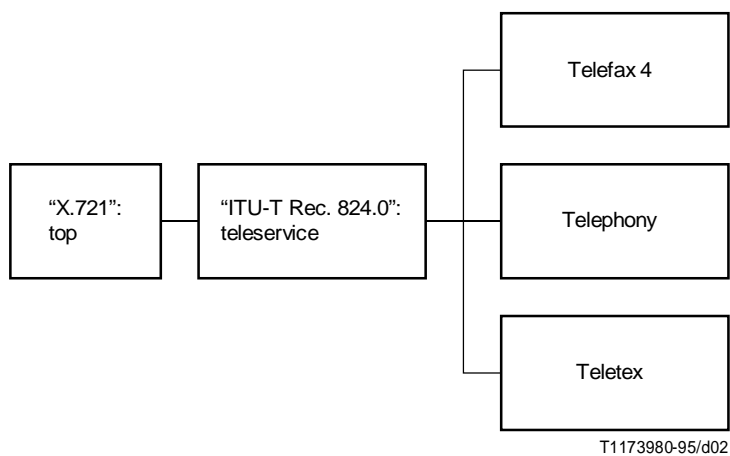 Telefax 4
“X.721”:
top
“ITU-T Rec. 824.0”:
teleservice
Telephony
Teletex
T1173980-95/d02